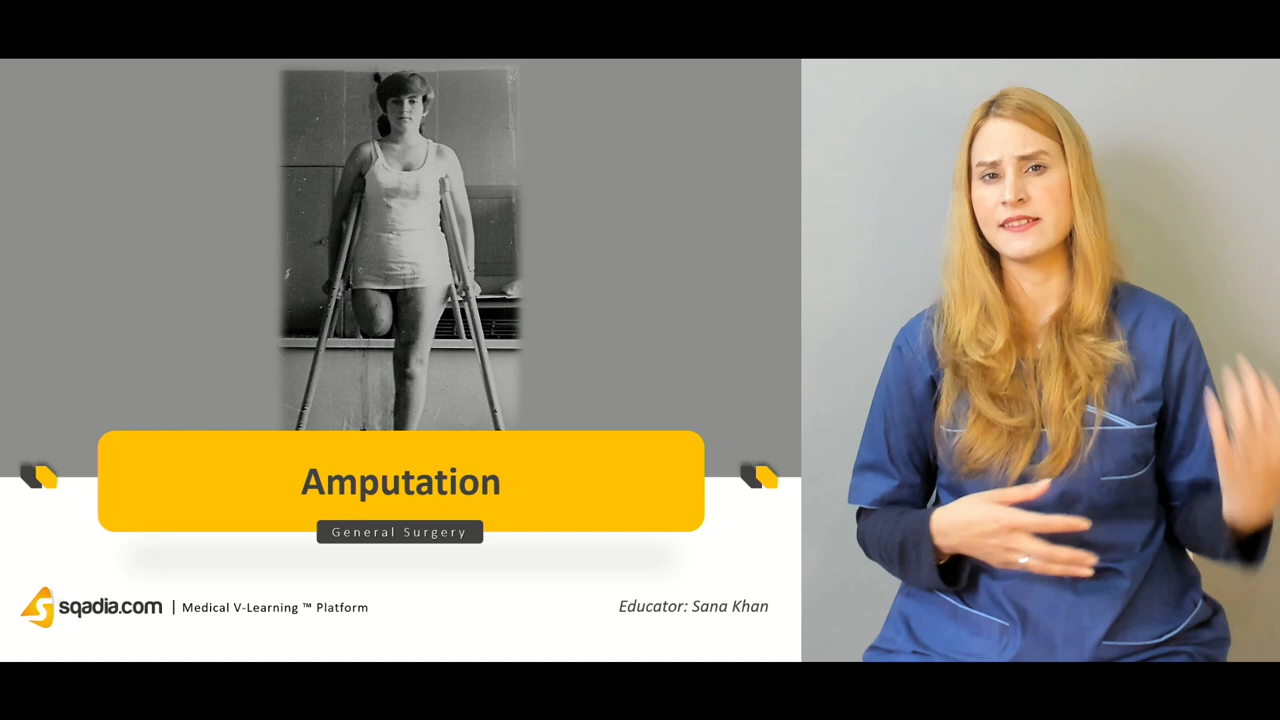 Amputation
General Surgery
sqadia.com | Medical V-Learning ™ Platform
Educator: Sana Khan